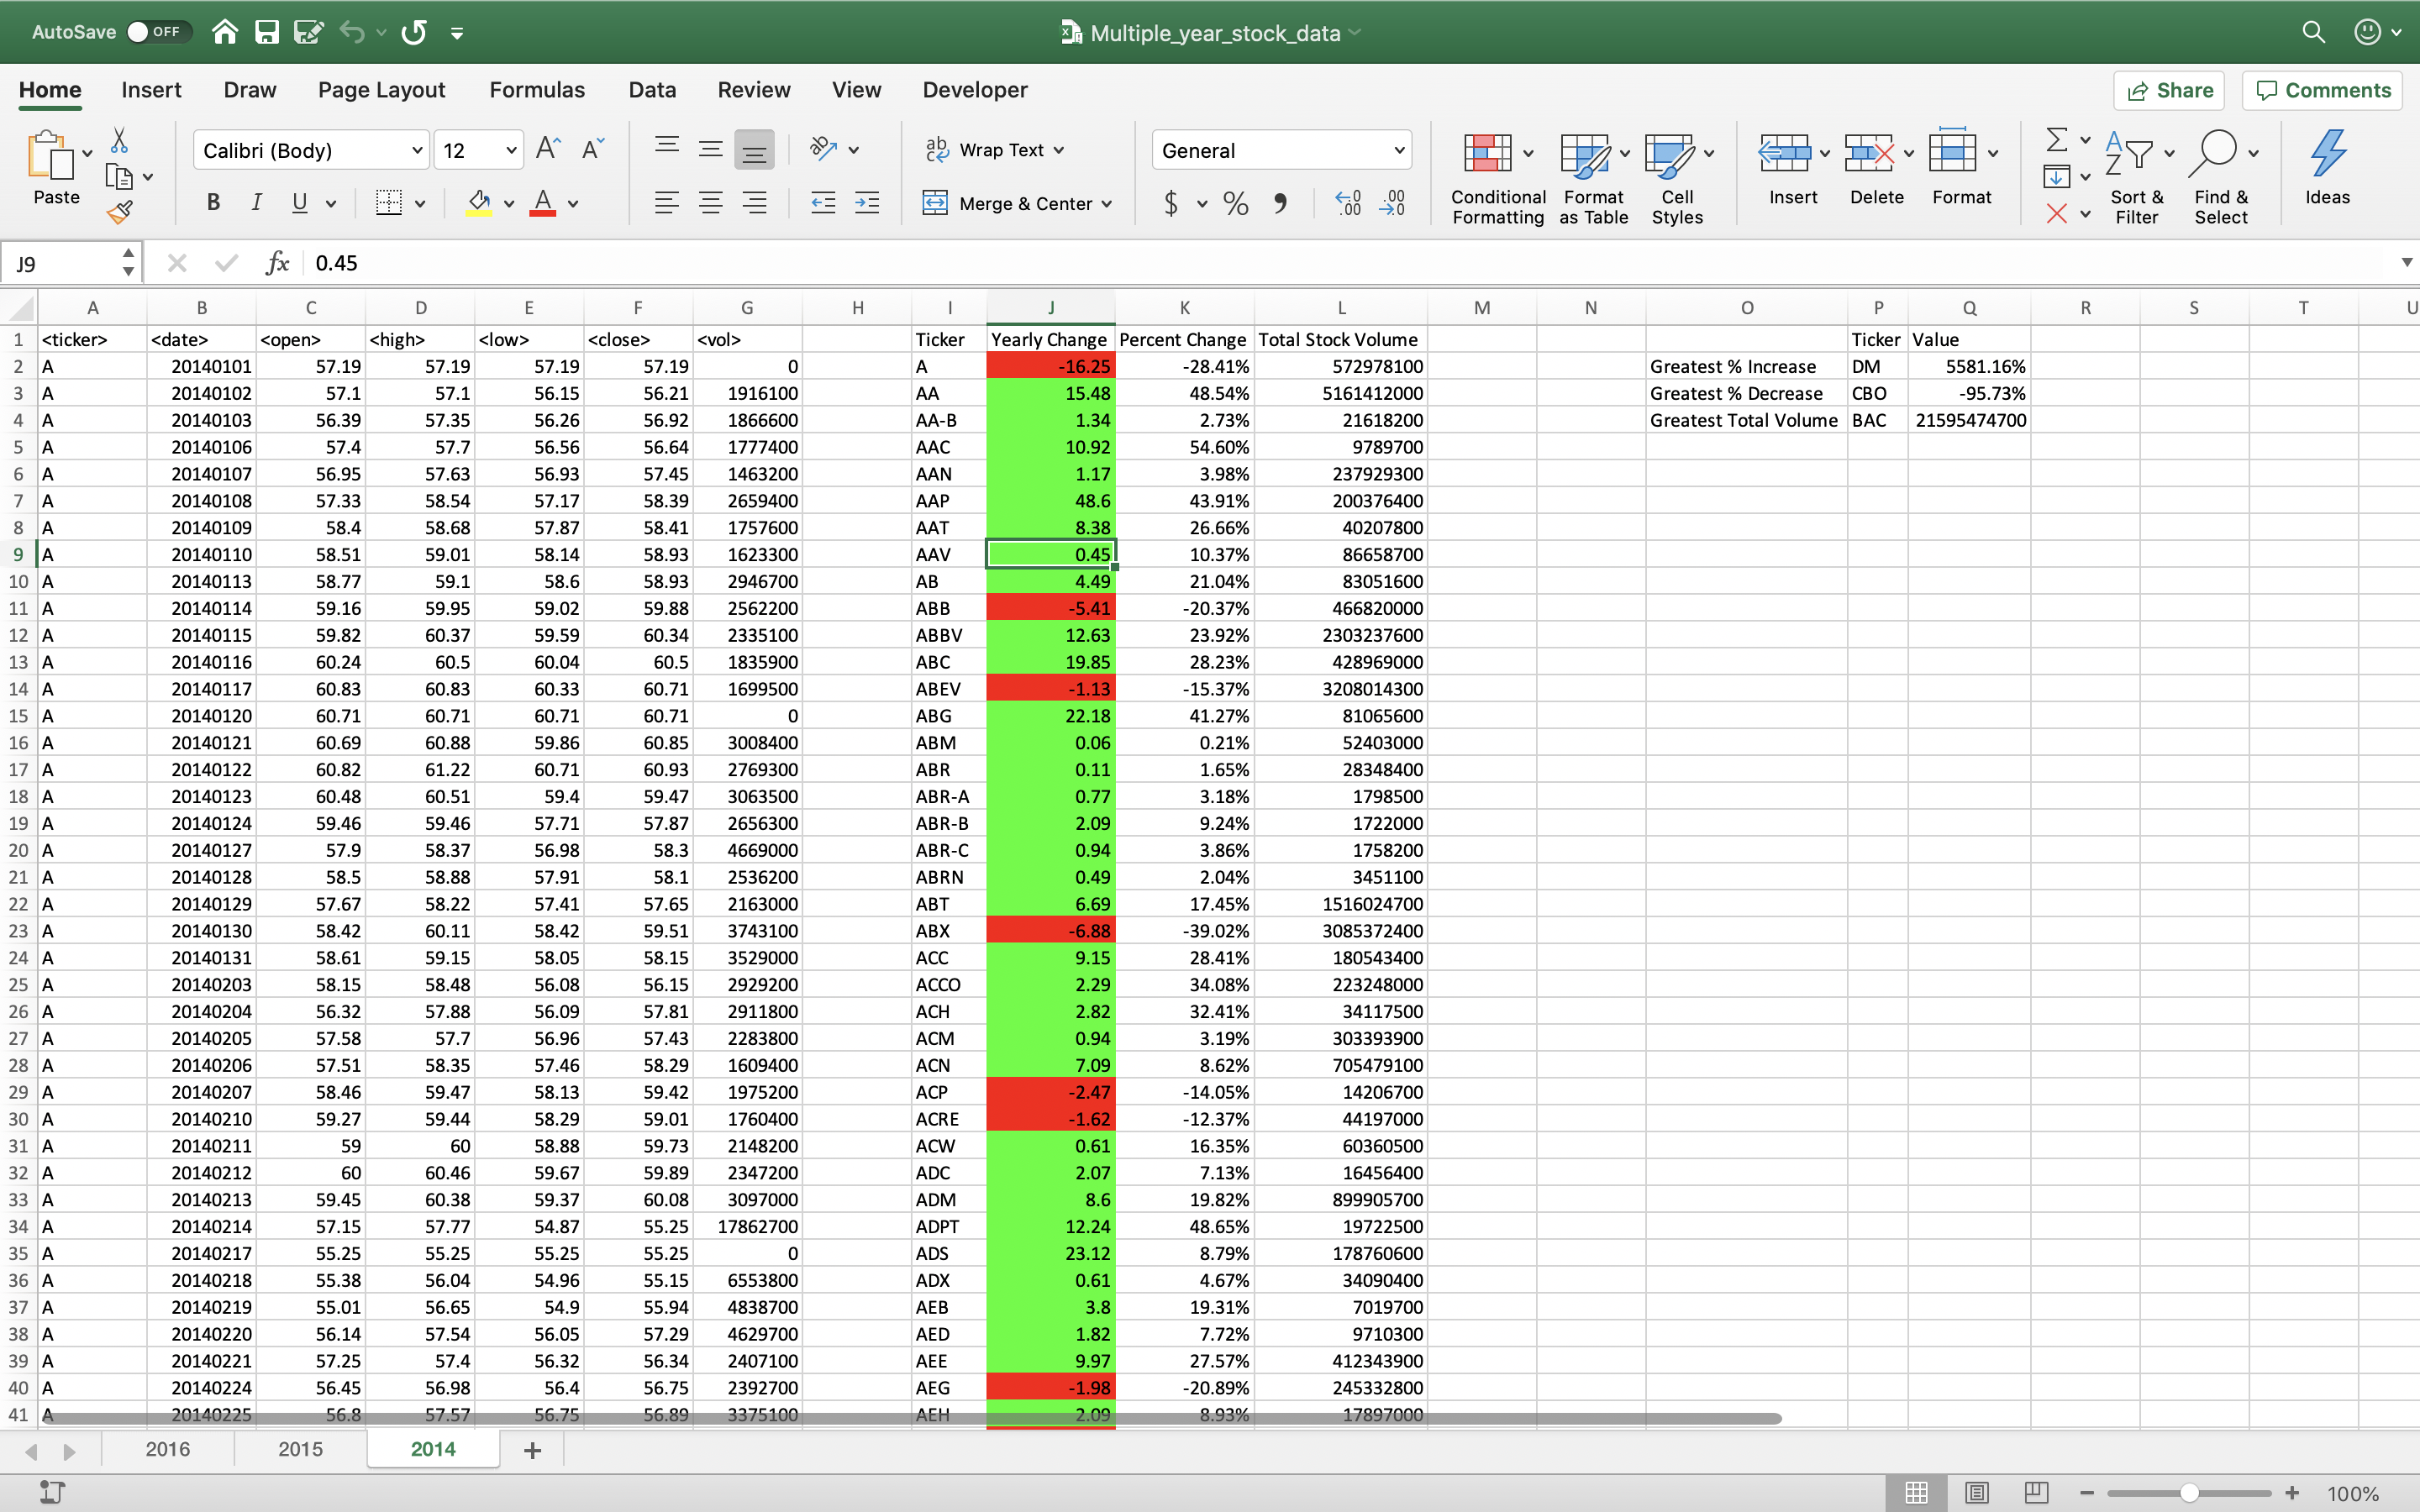 AutoSave OFF Multiple_year_stock_data
Home Insert Draw Page Layout Formulas Data Review View Developer Share Comments
Paste Calibri (Body) 12 Wrap Text General Conditional Formatting Format as Table Cell Styles Insert Delete Format Sort & Filter Find & Select Ideas
B I U A Merge & Center $ %
J9 fx 0.45
A B C D E F G H I J K L M N O P Q R S T U
1 <ticker> <date> <open> <high> <low> <close> <vol> Ticker Yearly Change Percent Change Total Stock Volume Ticker Value
2 A 20140101 57.19 57.19 57.19 57.19 0 A -16.25 -28.41% 572978100 Greatest % Increase DM 5581.16%
3 A 20140102 57.1 57.1 56.15 56.21 1916100 AA 15.48 48.54% 5161412000 Greatest % Decrease CBO -95.73%
4 A 20140103 56.39 57.35 56.26 56.92 1866600 AA-B 1.34 2.73% 21618200 Greatest Total Volume BAC 21595474700
5 A 20140106 57.4 57.7 56.56 56.64 1777400 AAC 10.92 54.60% 9789700
6 A 20140107 56.95 57.63 56.93 57.45 1463200 AAN 1.17 3.98% 237929300
7 A 20140108 57.33 58.54 57.17 58.39 2659400 AAP 48.6 43.91% 200376400
8 A 20140109 58.4 58.68 57.87 58.41 1757600 AAT 8.38 26.66% 40207800
9 A 20140110 58.51 59.01 58.14 58.93 1623300 AAV 0.45 10.37% 86658700
10 A 20140113 58.77 59.1 58.6 58.93 2946700 AB 4.49 21.04% 83051600
11 A 20140114 59.16 59.95 59.02 59.88 2562200 ABB -5.41 -20.37% 466820000
12 A 20140115 59.82 60.37 59.59 60.34 2335100 ABBV 12.63 23.92% 2303237600
13 A 20140116 60.24 60.5 60.04 60.5 1835900 ABC 19.85 28.23% 428969000
14 A 20140117 60.83 60.83 60.33 60.71 1699500 ABEV -1.13 -15.37% 3208014300
15 A 20140120 60.71 60.71 60.71 60.71 0 ABG 22.18 41.27% 81065600
16 A 20140121 60.69 60.88 59.86 60.85 3008400 ABM 0.06 0.21% 52403000
17 A 20140122 60.82 61.22 60.71 60.93 2769300 ABR 0.11 1.65% 28348400
18 A 20140123 60.48 60.51 59.4 59.47 3063500 ABR-A 0.77 3.18% 1798500
19 A 20140124 59.46 59.46 57.71 57.87 2656300 ABR-B 2.09 9.24% 1722000
20 A 20140127 57.9 58.37 56.98 58.3 4669000 ABR-C 0.94 3.86% 1758200
21 A 20140128 58.5 58.88 57.91 58.1 2536200 ABRN 0.49 2.04% 3451100
22 A 20140129 57.67 58.22 57.41 57.65 2163000 ABT 6.69 17.45% 1516024700
23 A 20140130 58.42 60.11 58.42 59.51 3743100 ABX -6.88 -39.02% 3085372400
24 A 20140131 58.61 59.15 58.05 58.15 3529000 ACC 9.15 28.41% 180543400
25 A 20140203 58.15 58.48 56.08 56.15 2929200 ACCO 2.29 34.08% 223248000
26 A 20140204 56.32 57.88 56.09 57.81 2911800 ACH 2.82 32.41% 34117500
27 A 20140205 57.58 57.7 56.96 57.43 2283800 ACM 0.94 3.19% 303393900
28 A 20140206 57.51 58.35 57.46 58.29 1609400 ACN 7.09 8.62% 705479100
29 A 20140207 58.46 59.47 58.13 59.42 1975200 ACP -2.47 -14.05% 14206700
30 A 20140210 59.27 59.44 58.29 59.01 1760400 ACRE -1.62 -12.37% 44197000
31 A 20140211 59 60 58.88 59.73 2148200 ACW 0.61 16.35% 60360500
32 A 20140212 60 60.46 59.67 59.89 2347200 ADC 2.07 7.13% 16456400
33 A 20140213 59.45 60.38 59.37 60.08 3097000 ADM 8.6 19.82% 899905700
34 A 20140214 57.15 57.77 54.87 55.25 17862700 ADPT 12.24 48.65% 19722500
35 A 20140217 55.25 55.25 55.25 55.25 0 ADS 23.12 8.79% 178760600
36 A 20140218 55.38 56.04 54.96 55.15 6553800 ADX 0.61 4.67% 34090400
37 A 20140219 55.01 56.65 54.9 55.94 4838700 AEB 3.8 19.31% 7019700
38 A 20140220 56.14 57.54 56.05 57.29 4629700 AED 1.82 7.72% 9710300
39 A 20140221 57.25 57.4 56.32 56.34 2407100 AEE 9.97 27.57% 412343900
40 A 20140224 56.45 56.98 56.4 56.75 2392700 AEG -1.98 -20.89% 245332800
41 A 20140225 56.8 57.57 56.75 56.89 3375100 AEH 2.09 8.93% 17897000
2016 2015 2014 +
100%